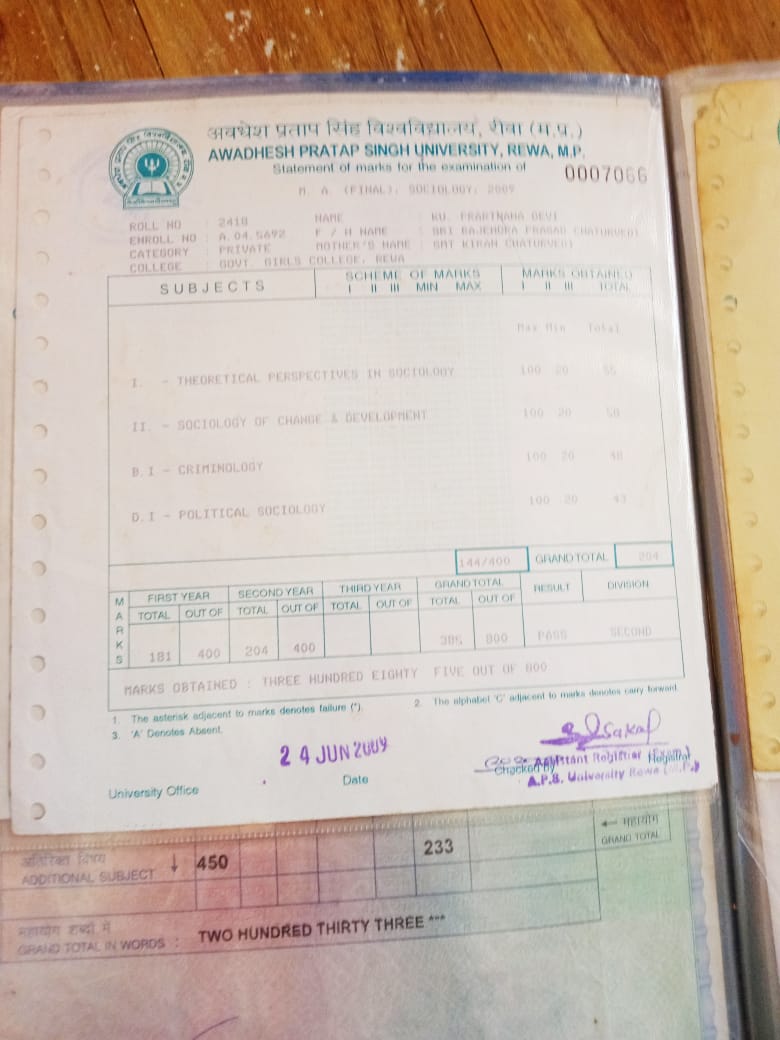 अवधेश प्रताप सिंह विश्वविद्यालय, रीवा (म.प्र.)
AWADHESH PRATAP SINGH UNIVERSITY, REWA, M.P.
Statement of marks for the examination of
0007066
M. A. (FINAL), SOCIOLOGY, 2009
ROLL NO : 2418 NAME : KU. PRARTHANA DEVI
ENROLL NO : A.04.5692 F / H NAME : SRI RAJENDRA PRASAD CHATURVEDI
CATEGORY : PRIVATE MOTHER'S NAME : SMT KIRAN CHATURVEDI
COLLEGE : GOVT. GIRLS COLLEGE, REWA
SUBJECTS SCHEME OF MARKS MARKS OBTAINED
I II III MIN MAX I II III TOTAL
Max Min Total
I. - THEORETICAL PERSPECTIVES IN SOCIOLOGY 100 20
II. - SOCIOLOGY OF CHANGE & DEVELOPMENT 100 20
B.I - CRIMINOLOGY 100 20 48
D.I - POLITICAL SOCIOLOGY 100 20 43
144/400 GRAND TOTAL 204
MARKS FIRST YEAR SECOND YEAR THIRD YEAR GRAND TOTAL RESULT DIVISION
TOTAL OUT OF TOTAL OUT OF TOTAL OUT OF TOTAL OUT OF
181 400 204 400 385 800 PASS SECOND
MARKS OBTAINED : THREE HUNDRED EIGHTY FIVE OUT OF 800
1. The asterisk adjacent to marks denotes failure (*). 2. The alphabet 'C' adjacent to marks denotes carry forward.
3. 'A' Denotes Absent.
24 JUN 2009
Assistant Registrar (Exam.)
Checked By Registrar
A.P.S. University Rewa (M.P.)
University Office Date
अतिरिक्त विषय
ADDITIONAL SUBJECT ↓ 450 233 ← महायोग
GRAND TOTAL
महायोग शब्दों में
GRAND TOTAL IN WORDS : TWO HUNDRED THIRTY THREE ***